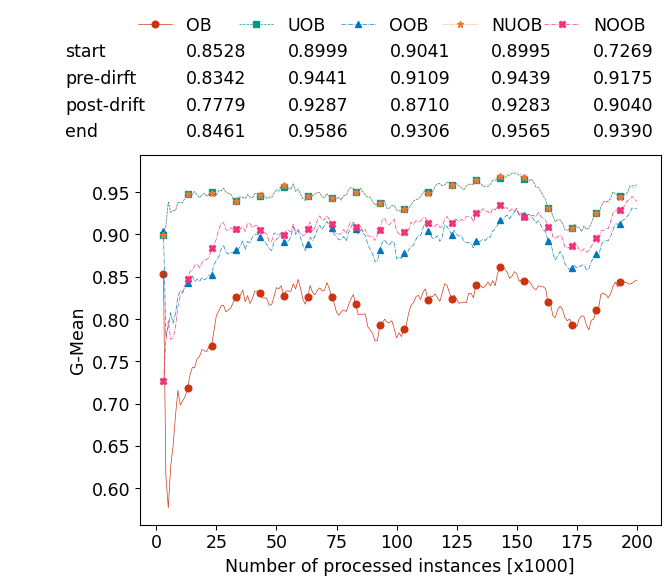 OB UOB OOB NUOB NOOB
start 0.8528 0.8999 0.9041 0.8995 0.7269
pre-dirft 0.8342 0.9441 0.9109 0.9439 0.9175
post-drift 0.7779 0.9287 0.8710 0.9283 0.9040
end 0.8461 0.9586 0.9306 0.9565 0.9390
0.95
0.90
0.85
0.80
0.75
0.70
0.65
0.60
G-Mean
0 25 50 75 100 125 150 175 200
Number of processed instances [x1000]